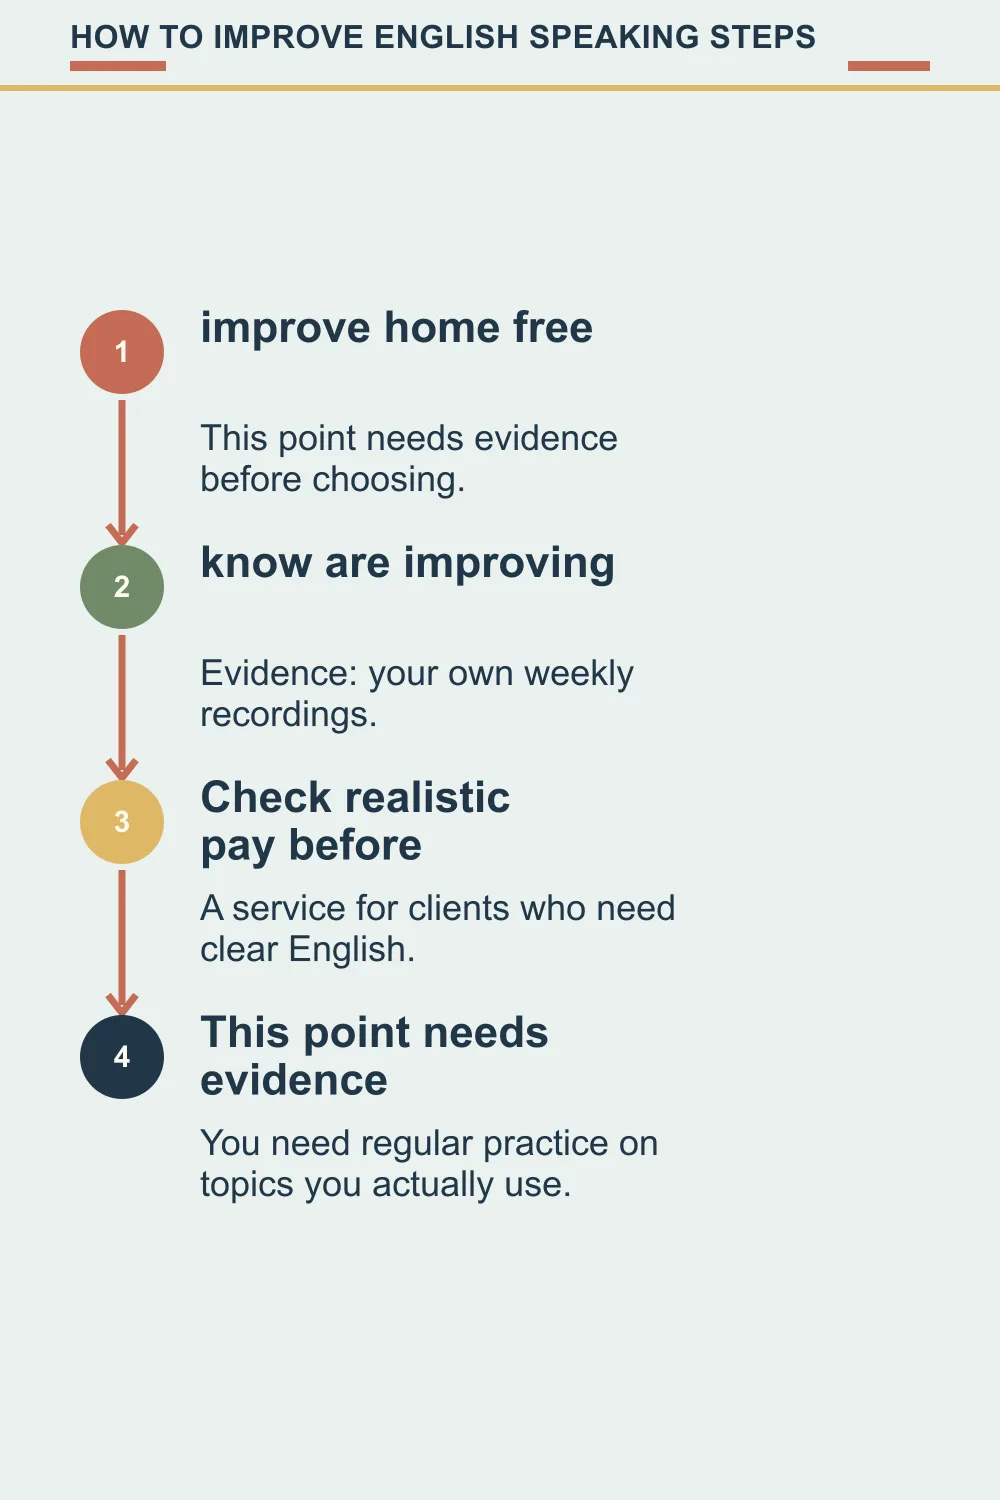 HOW TO IMPROVE ENGLISH SPEAKING STEPS
1
improve home free
This point needs evidence
before choosing.
2
know are improving
Evidence: your own weekly
recordings.
3
Check realistic
pay before
A service for clients who need
clear English.
4
This point needs
evidence
You need regular practice on
topics you actually use.